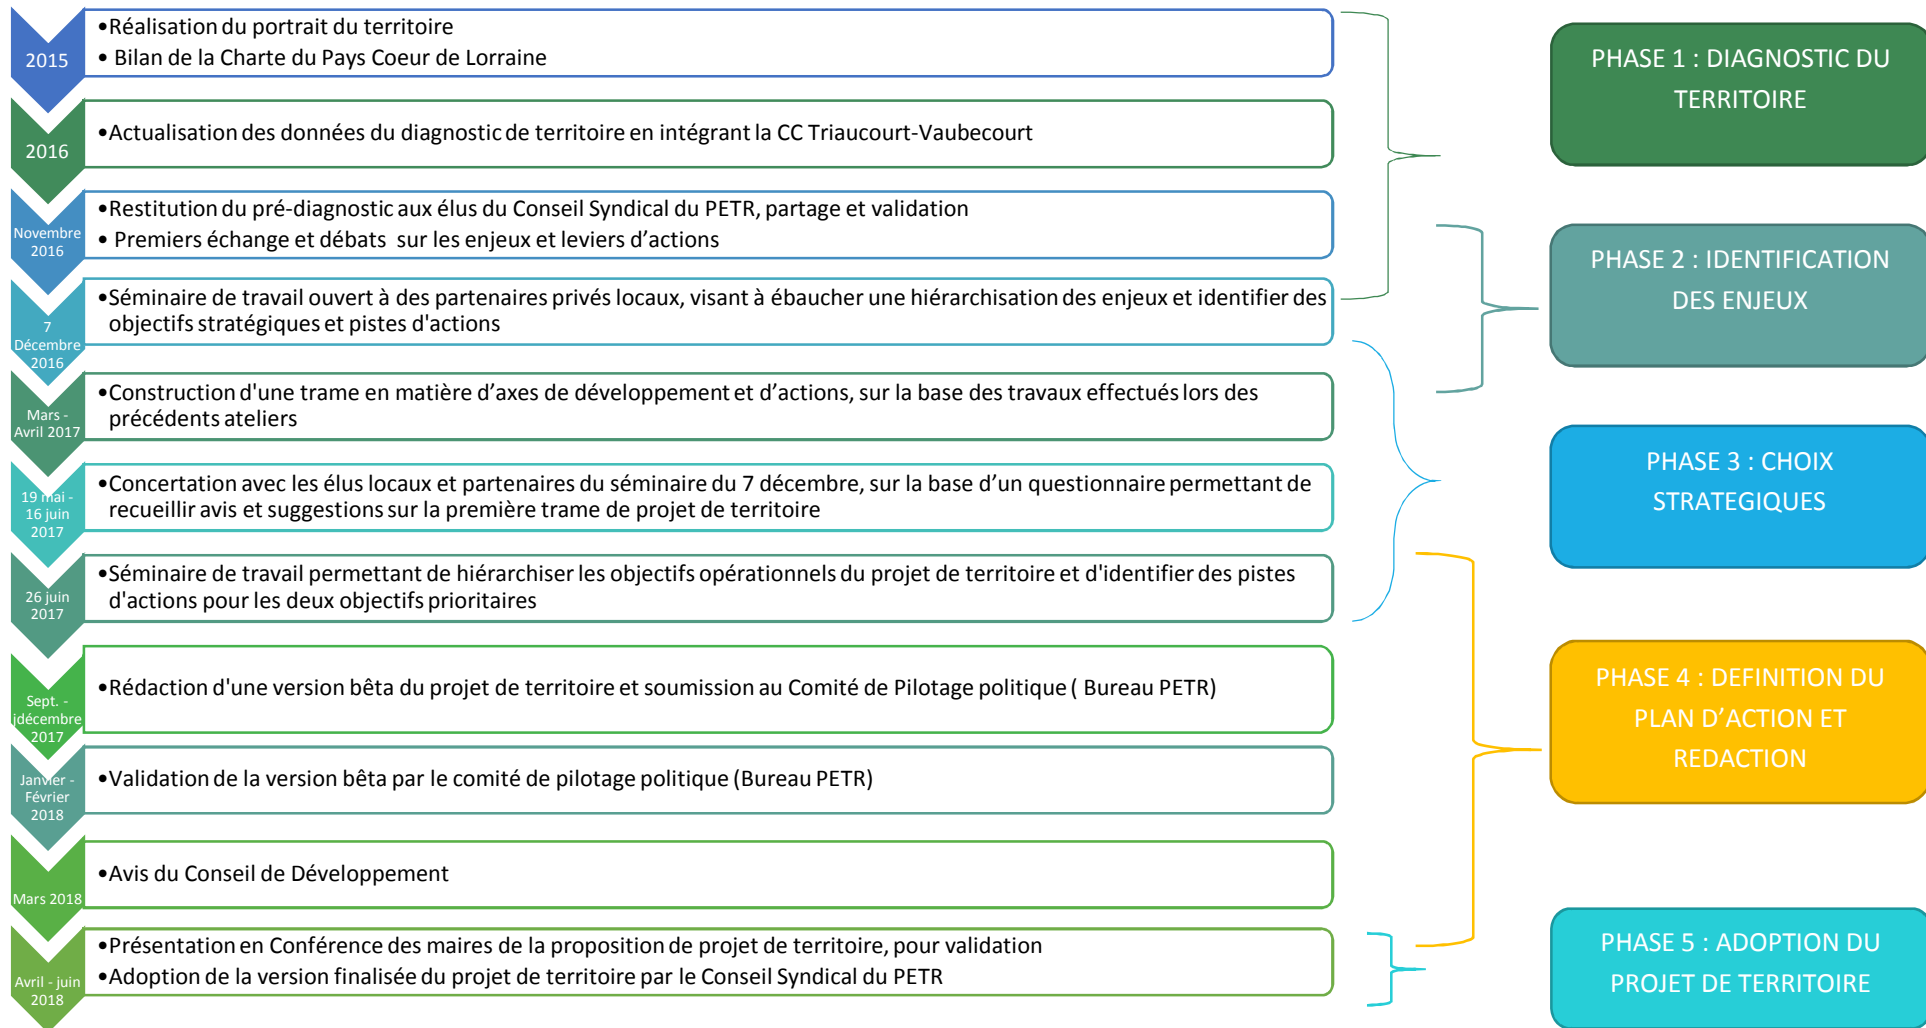 2015
•Réalisation du portrait du territoire
• Bilan de la Charte du Pays Coeur de Lorraine
2016
•Actualisation des données du diagnostic de territoire en intégrant la CC Triaucourt-Vaubecourt
Novembre
2016
•Restitution du pré-diagnostic aux élus du Conseil Syndical du PETR, partage et validation
• Premiers échange et débats  sur les enjeux et leviers d’actions
7
Décembre
2016
•Séminaire de travail ouvert à des partenaires privés locaux, visant à ébaucher une hiérarchisation des enjeux et identifier des
objectifs stratégiques et pistes d'actions
Mars -
Avril 2017
•Construction d'une trame en matière d’axes de développement et d’actions, sur la base des travaux effectués lors des
précédents ateliers
19 mai -
16 juin
2017
•Concertation avec les élus locaux et partenaires du séminaire du 7 décembre, sur la base d’un questionnaire permettant de
recueillir avis et suggestions sur la première trame de projet de territoire
26 juin
2017
•Séminaire de travail permettant de hiérarchiser les objectifs opérationnels du projet de territoire et d'identifier des pistes
d'actions pour les deux objectifs prioritaires
Sept. -
jdécembre
2017
•Rédaction d'une version bêta du projet de territoire et soumission au Comité de Pilotage politique ( Bureau PETR)
Janvier -
Février
2018
•Validation de la version bêta par le comité de pilotage politique (Bureau PETR)
Mars 2018
•Avis du Conseil de Développement
Avril - juin
2018
•Présentation en Conférence des maires de la proposition de projet de territoire, pour validation
•Adoption de la version finalisée du projet de territoire par le Conseil Syndical du PETR
PHASE 1 : DIAGNOSTIC DU
TERRITOIRE
PHASE 2 : IDENTIFICATION
DES ENJEUX
PHASE 3 : CHOIX
STRATEGIQUES
PHASE 4 : DEFINITION DU
PLAN D’ACTION ET
REDACTION
PHASE 5 : ADOPTION DU
PROJET DE TERRITOIRE